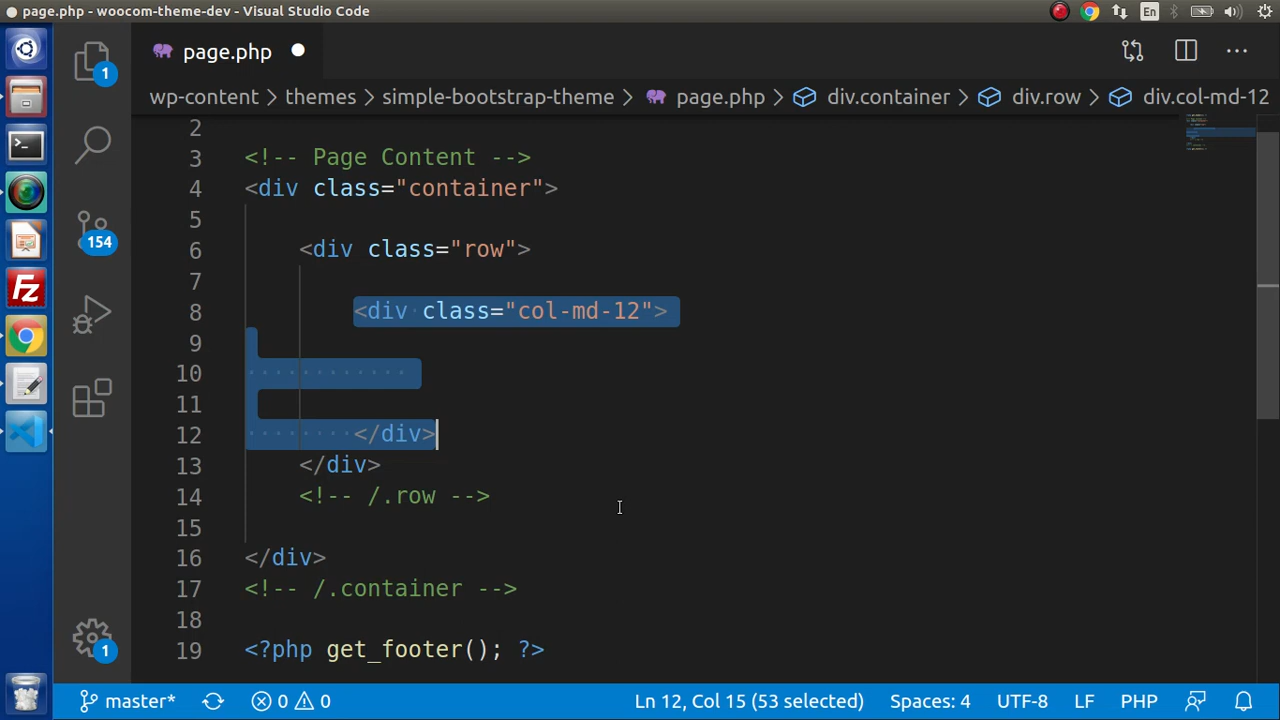 page.php - woocom-theme-dev - Visual Studio Code
En
page.php
wp-content > themes > simple-bootstrap-theme > page.php > div.container > div.row > div.col-md-12
1
154
1
2
3 <!-- Page Content -->
4 <div class="container">
5
6 <div class="row">
7
8 <div class="col-md-12">
9
10
11
12 </div>
13 </div>
14 <!-- /.row -->
15
16 </div>
17 <!-- /.container -->
18
19 <?php get_footer(); ?>
master* 0 0 Ln 12, Col 15 (53 selected) Spaces: 4 UTF-8 LF PHP